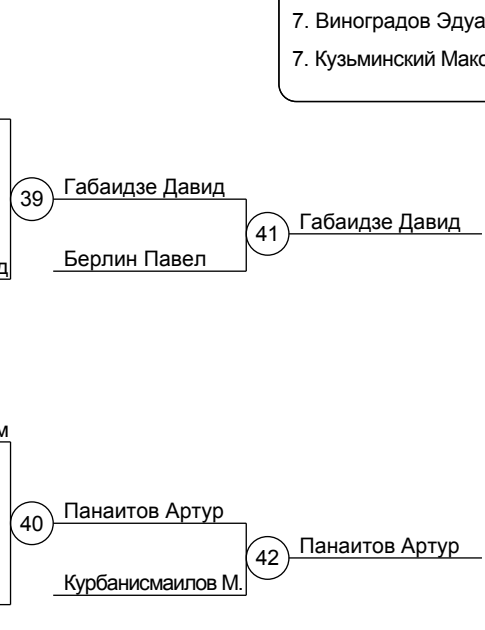 7. Виноградов Эдуа
7. Кузьминский Макс
39
Габаидзе Давид
41
Габаидзе Давид
Берлин Павел
д
м
40
Панаитов Артур
42
Панаитов Артур
Курбанисмаилов М.